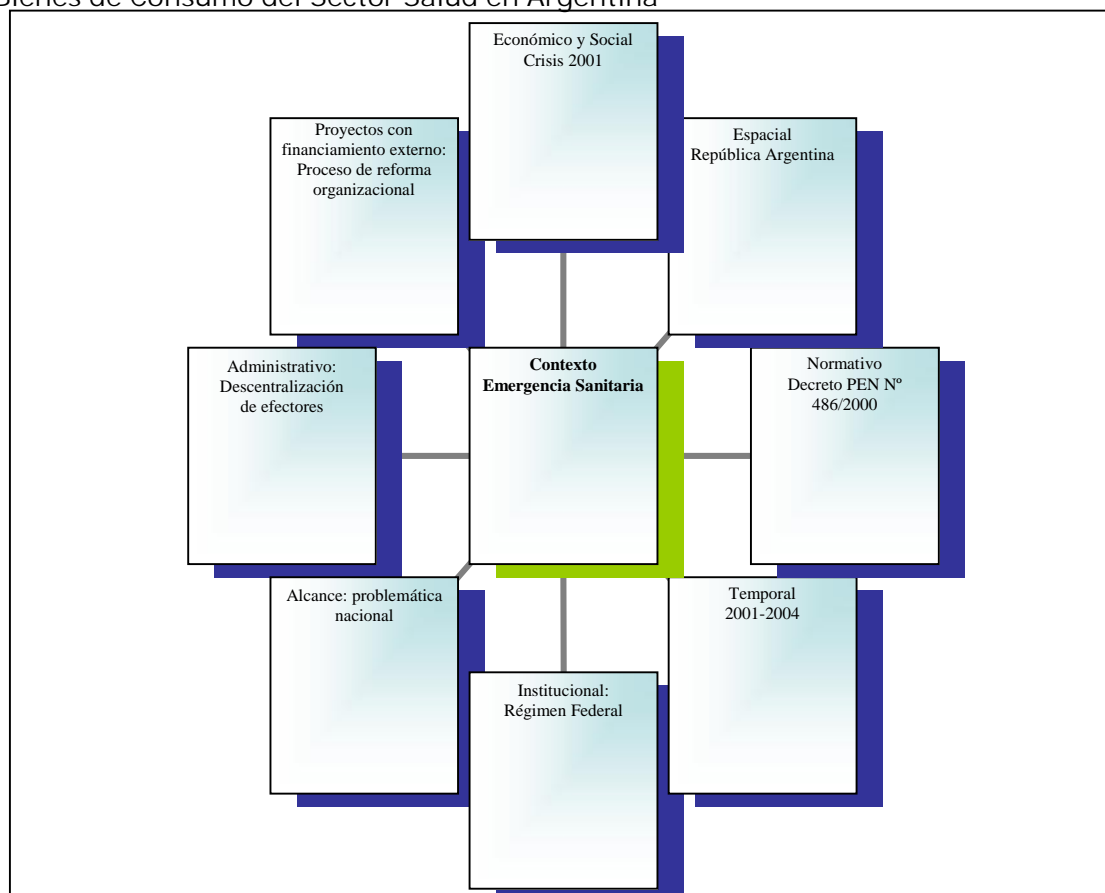 Bienes de Consumo del Sector Salud en Argentina
Económico y Social
Crisis 2001
Proyectos con
financiamiento externo:
Proceso de reforma
organizacional
Espacial
República Argentina
Administrativo:
Descentralización
de efectores
Contexto
Emergencia Sanitaria
Normativo
Decreto PEN Nº
486/2000
Alcance: problemática
nacional
Temporal
2001-2004
Institucional:
Régimen Federal